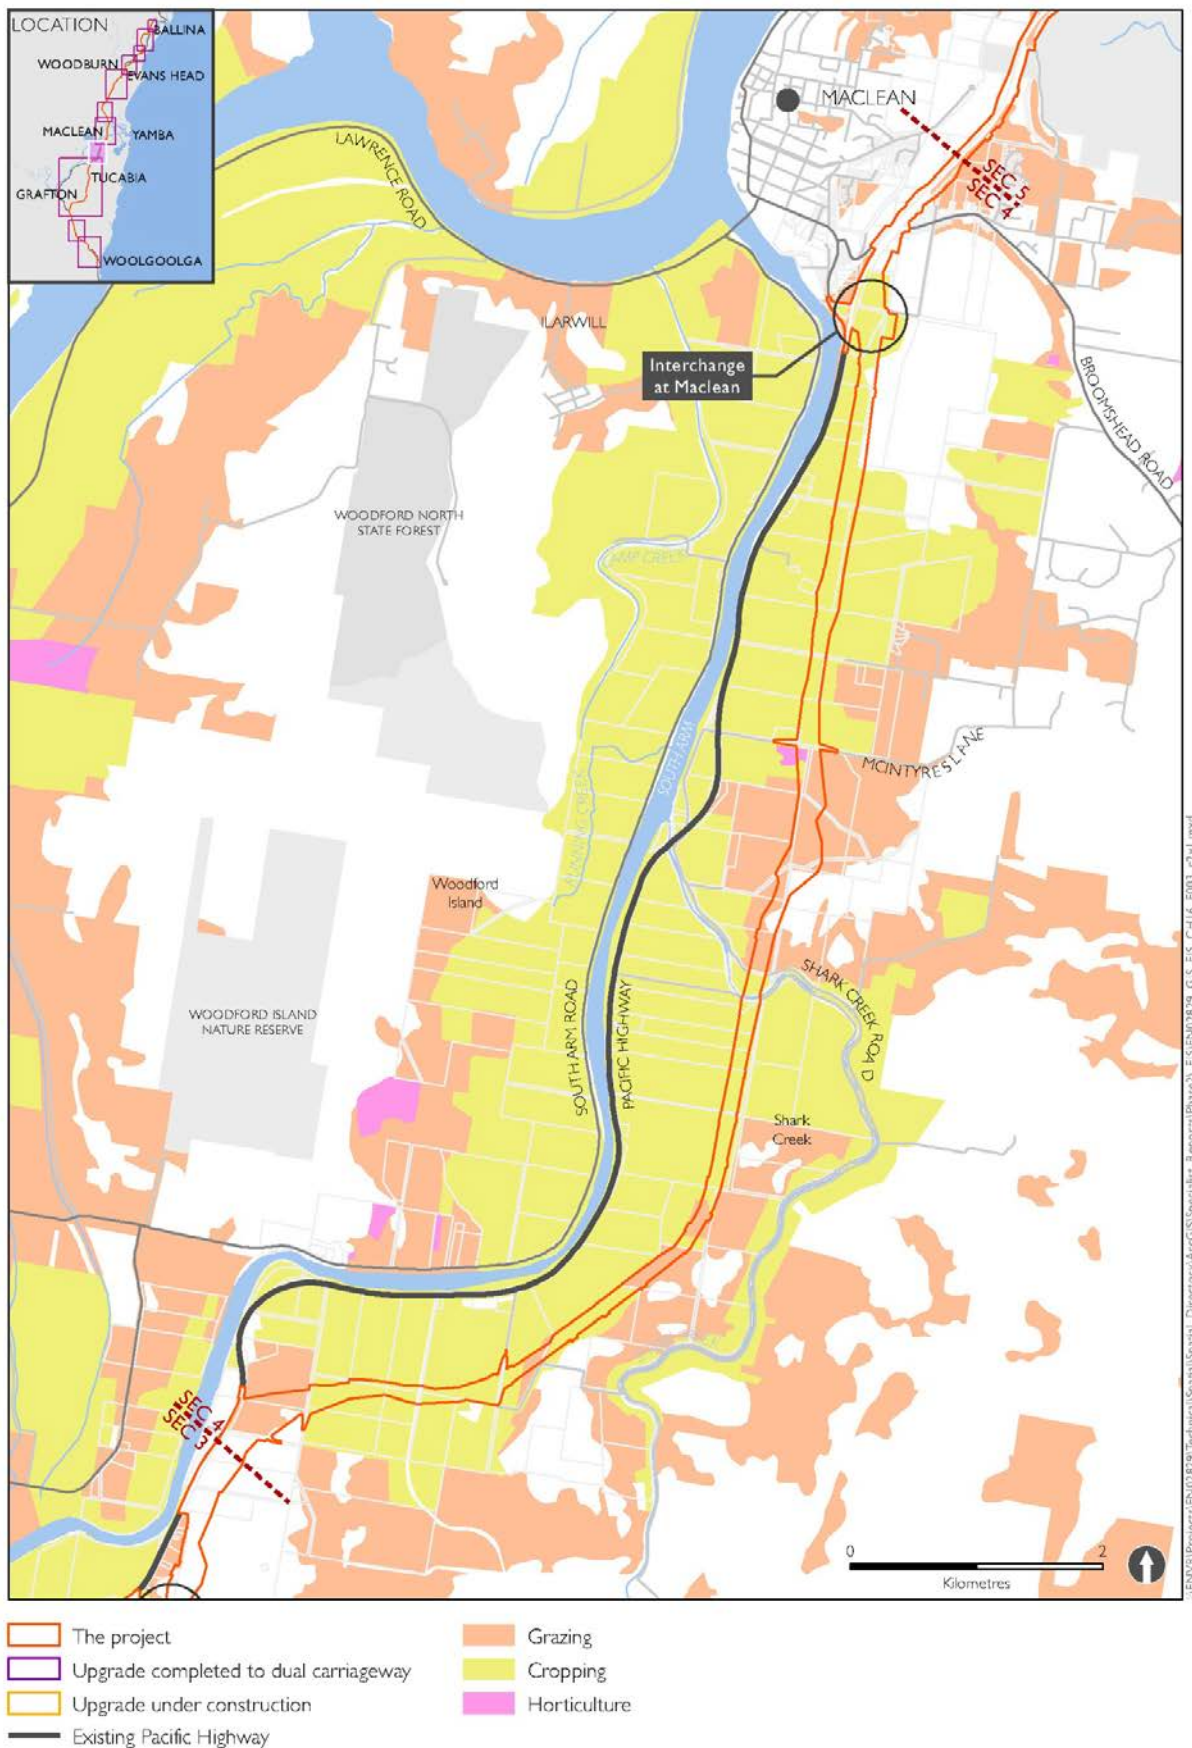 LOCATION
BALLINA
WOODBURN
EVANS HEAD
MACLEAN
YAMBA
TUCABIA
GRAFTON
WOOLGOOLGA
MACLEAN
LAWRENCE ROAD
SEC 5
SEC 4
ILARWILL
Interchange
at Maclean
BROOMSHEAD ROAD
WOODFORD NORTH
STATE FOREST
SOUTH ARM
MCINTYRES LANE
Woodford
Island
SHARK CREEK ROAD
WOODFORD ISLAND
NATURE RESERVE
SOUTH ARM ROAD
PACIFIC HIGHWAY
Shark
Creek
SEC 4
SEC 3
0 2
Kilometres
The project
Upgrade completed to dual carriageway
Upgrade under construction
Existing Pacific Highway
Grazing
Cropping
Horticulture